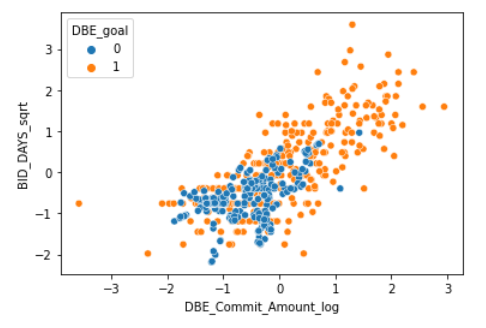 DBE_goal
0
1
3
2
1
0
−1
−2
BID_DAYS_sqrt
−3 −2 −1 0 1 2 3
DBE_Commit_Amount_log